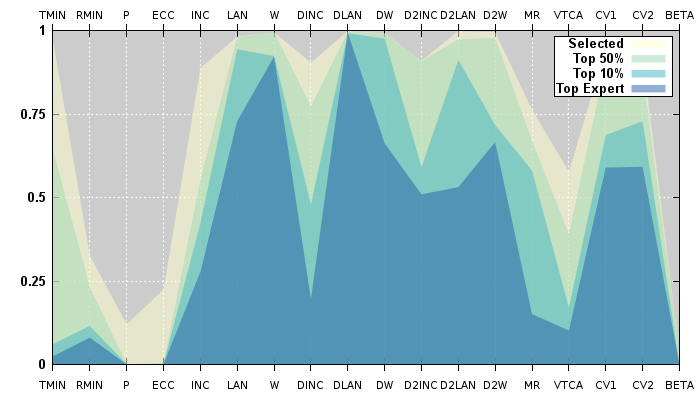 TMIN RMIN P ECC INC LAN W DINC DLAN DW D2INC D2LAN D2W MR VTCA CV1 CV2 BETA
1
Selected
Top 50%
Top 10%
Top Expert
0.75
0.5
0.25
0
TMIN RMIN P ECC INC LAN W DINC DLAN DW D2INC D2LAN D2W MR VTCA CV1 CV2 BETA